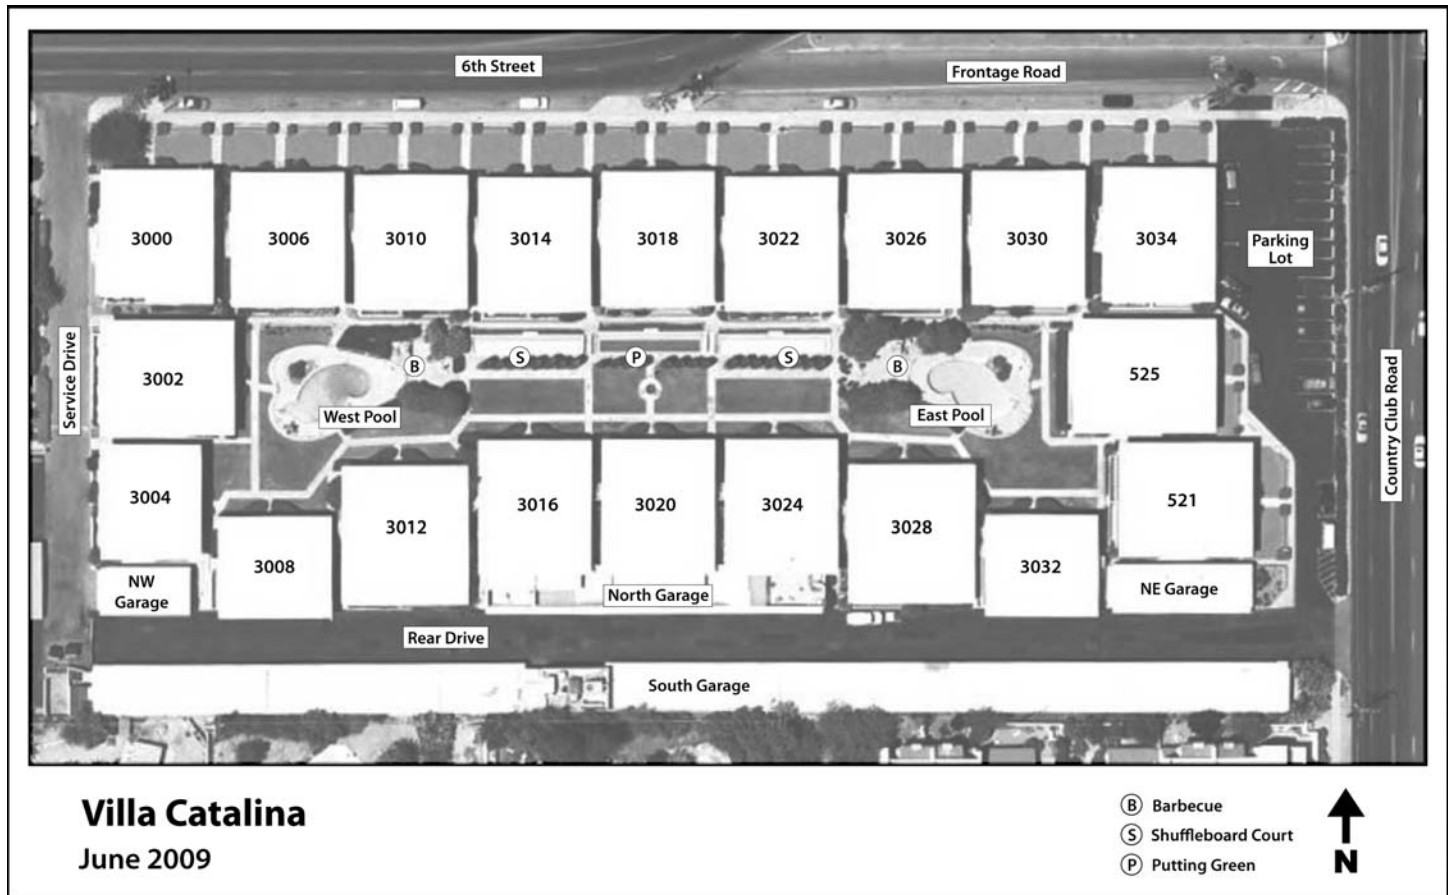 6th Street
Frontage Road
3000
3006
3010
3014
3018
3022
3026
3030
3034
Parking
Lot
Service Drive
3002
B
S
P
S
B
525
West Pool
East Pool
Country Club Road
3004
3012
3016
3020
3024
3028
521
3008
3032
NW
Garage
North Garage
NE Garage
Rear Drive
South Garage
Villa Catalina
June 2009
B Barbecue
S Shuffleboard Court
P Putting Green
N